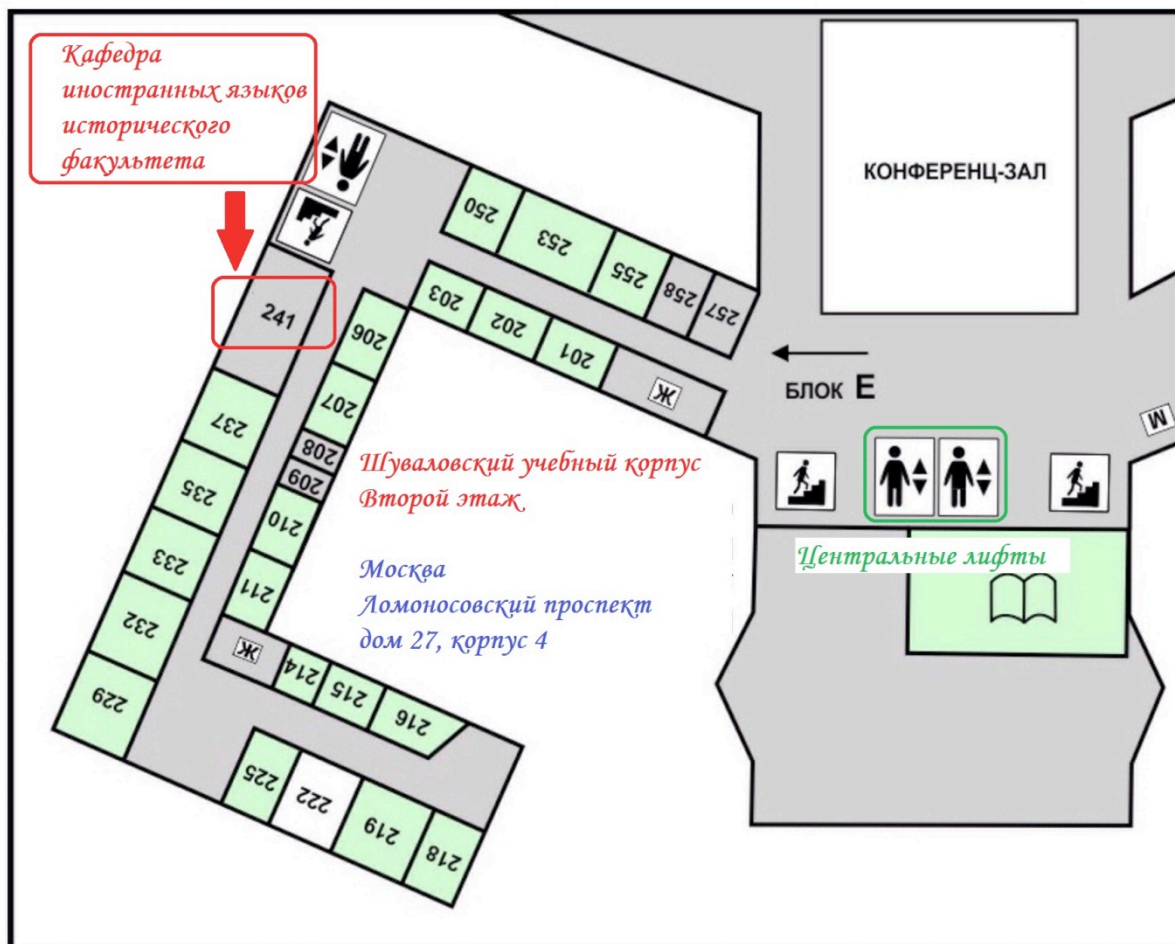 Кафедра
иностранных языков
исторического
факультета
КОНФЕРЕНЦ-ЗАЛ
250
253
255
258
257
241
203
202
201
Ж
206
207
208
209
210
211
БЛОК Е
М
237
235
233
232
229
Шуваловский учебный корпус
Второй этаж
Москва
Ломоносовский проспект
дом 27, корпус 4
Центральные лифты
Ж
214
215
216
225
222
219
218